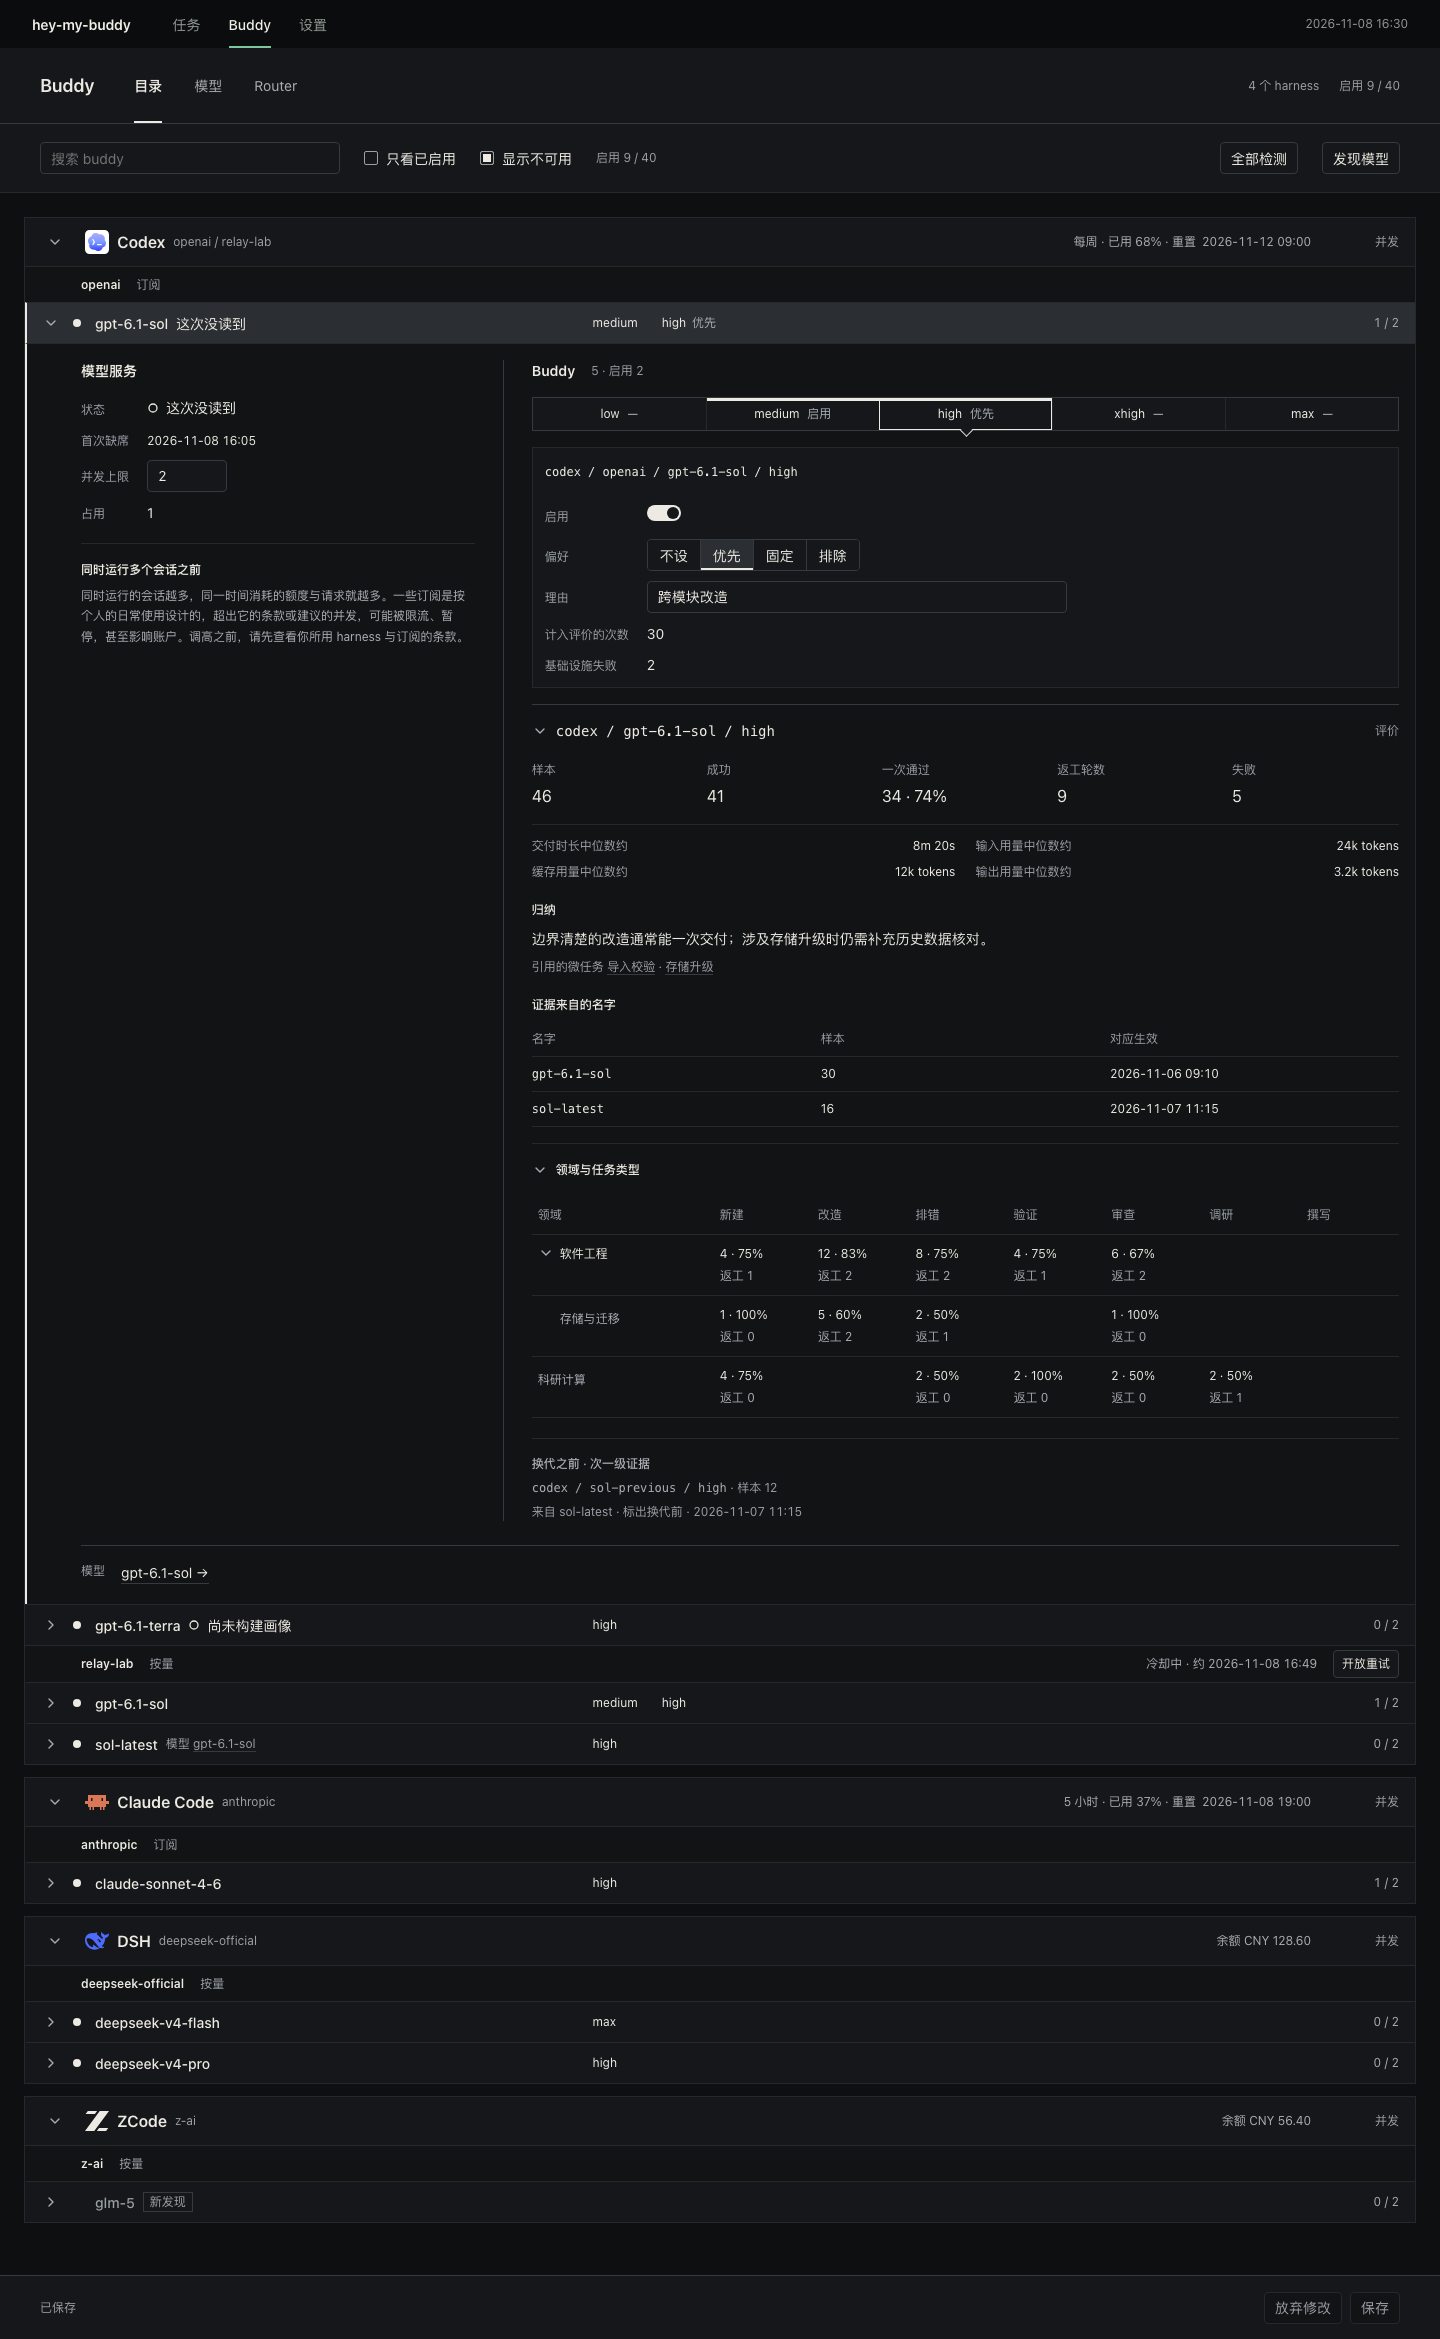 hey-my-buddy 任务 Buddy 设置 2026-11-08 16:30
Buddy 目录 模型 Router 4 个 harness 启用 9 / 40
搜索 buddy 只看已启用 显示不可用 启用 9 / 40 全部检测 发现模型
Codex openai / relay-lab 每周 · 已用 68% · 重置 2026-11-12 09:00 并发
openai 订阅
gpt-6.1-sol 这次没读到 medium high 优先 1 / 2
模型服务
状态 这次没读到
首次缺席 2026-11-08 16:05
并发上限 2
占用 1
同时运行多个会话之前
同时运行的会话越多，同一时间消耗的额度与请求就越多。一些订阅是按
个人的日常使用设计的，超出它的条款或建议的并发，可能被限流、暂
停，甚至影响账户。调高之前，请先查看你所用 harness 与订阅的条款。
Buddy 5 · 启用 2
low — medium 启用 high 优先 xhigh — max —
codex / openai / gpt-6.1-sol / high
启用
偏好 不设 优先 固定 排除
理由 跨模块改造
计入评价的次数 30
基础设施失败 2
codex / gpt-6.1-sol / high 评价
样本 成功 一次通过 返工轮数 失败
46 41 34 · 74% 9 5
交付时长中位数约 8m 20s 输入用量中位数约 24k tokens
缓存用量中位数约 12k tokens 输出用量中位数约 3.2k tokens
归纳
边界清楚的改造通常能一次交付；涉及存储升级时仍需补充历史数据核对。
引用的微任务 导入校验 · 存储升级
证据来自的名字
名字 样本 对应生效
gpt-6.1-sol 30 2026-11-06 09:10
sol-latest 16 2026-11-07 11:15
领域与任务类型
领域 新建 改造 排错 验证 审查 调研 撰写
软件工程 4 · 75% 12 · 83% 8 · 75% 4 · 75% 6 · 67%
返工 1 返工 2 返工 2 返工 1 返工 2
存储与迁移 1 · 100% 5 · 60% 2 · 50% 1 · 100%
返工 0 返工 2 返工 1 返工 0
科研计算 4 · 75% 2 · 50% 2 · 100% 2 · 50% 2 · 50%
返工 0 返工 0 返工 0 返工 0 返工 1
换代之前 · 次一级证据
codex / sol-previous / high · 样本 12
来自 sol-latest · 标出换代前 · 2026-11-07 11:15
模型 gpt-6.1-sol →
gpt-6.1-terra 尚未构建画像 high 0 / 2
relay-lab 按量 冷却中 · 约 2026-11-08 16:49 开放重试
gpt-6.1-sol medium high 1 / 2
sol-latest 模型 gpt-6.1-sol high 0 / 2
Claude Code anthropic 5 小时 · 已用 37% · 重置 2026-11-08 19:00 并发
anthropic 订阅
claude-sonnet-4-6 high 1 / 2
DSH deepseek-official 余额 CNY 128.60 并发
deepseek-official 按量
deepseek-v4-flash max 0 / 2
deepseek-v4-pro high 0 / 2
ZCode z-ai 余额 CNY 56.40 并发
z-ai 按量
glm-5 新发现 0 / 2
已保存 放弃修改 保存